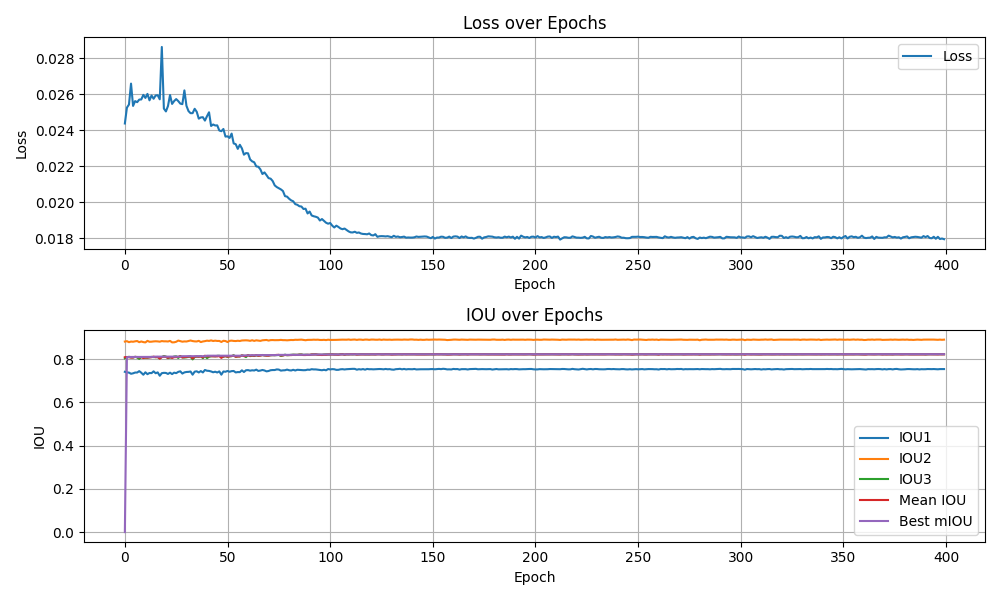 Loss over Epochs
0.028
0.026
0.024
0.022
0.020
0.018
Loss
Loss
0 50 100 150 200 250 300 350 400
Epoch
IOU over Epochs
0.8
0.6
0.4
0.2
0.0
IOU
IOU1
IOU2
IOU3
Mean IOU
Best mIOU
0 50 100 150 200 250 300 350 400
Epoch